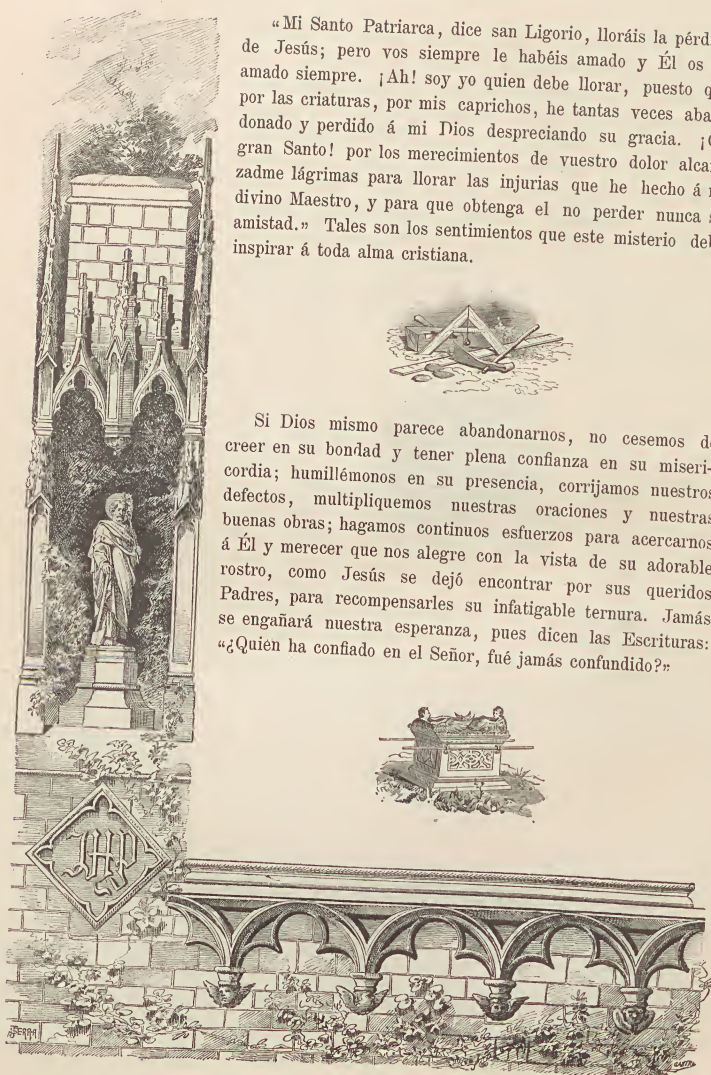 “Mi Santo Patriarca, dice san Ligorio, lloráis la pérdi
de Jesús; pero vos siempre le habéis amado y Él os
amado siempre. ¡Ah! soy yo quien debe llorar, puesto q
por las criaturas, por mis caprichos, he tantas veces aba
donado y perdido á mi Dios despreciando su gracia. ¡O
gran Santo! por los merecimientos de vuestro dolor alcan
zadme lágrimas para llorar las injurias que he hecho á m
divino Maestro, y para que obtenga el no perder nunca s
amistad.” Tales son los sentimientos que este misterio deb
inspirar á toda alma cristiana.
Si Dios mismo parece abandonarnos, no cesemos de
creer en su bondad y tener plena confianza en su miseri-
cordia; humillémonos en su presencia, corrijamos nuestros
defectos, multipliquemos nuestras oraciones y nuestras
buenas obras; hagamos continuos esfuerzos para acercarnos
á Él y merecer que nos alegre con la vista de su adorable
rostro, como Jesús se dejó encontrar por sus queridos
Padres, para recompensarles su infatigable ternura. Jamás
se engañará nuestra esperanza, pues dicen las Escrituras:
“¿Quién ha confiado en el Señor, fué jamás confundido?”